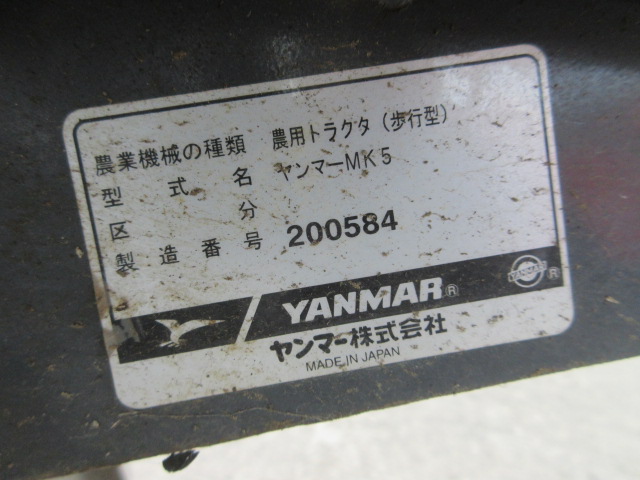 農業機械の種類 農用トラクタ（歩行型）
型式名 ヤンマーMK5
区分
製造番号 200584
YANMAR®
®
ヤンマー株式会社
MADE IN JAPAN